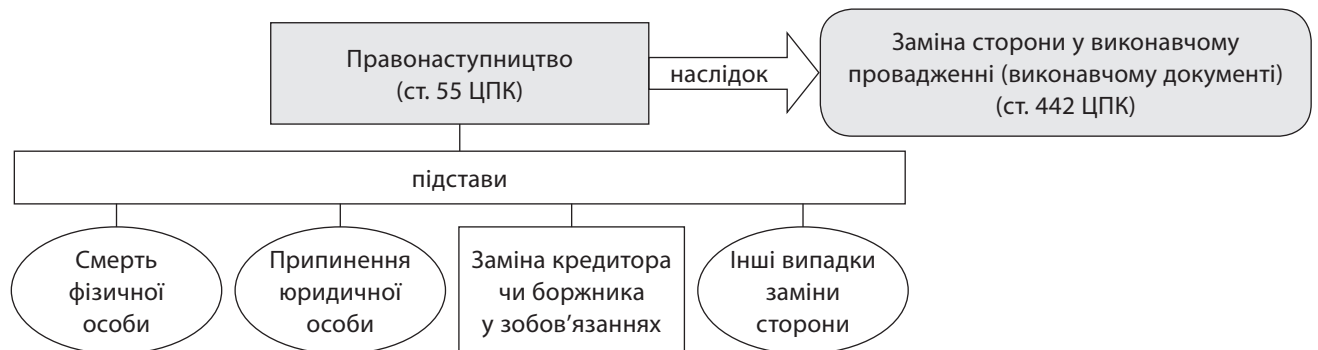 Правонаступництво
(ст. 55 ЦПК)
наслідок
Заміна сторони у виконавчому
провадженні (виконавчому документі)
(ст. 442 ЦПК)
підстави
Смерть
фізичної
особи
Припинення
юридичної
особи
Заміна кредитора
чи боржника
у зобов'язаннях
Інші випадки
заміни
сторони